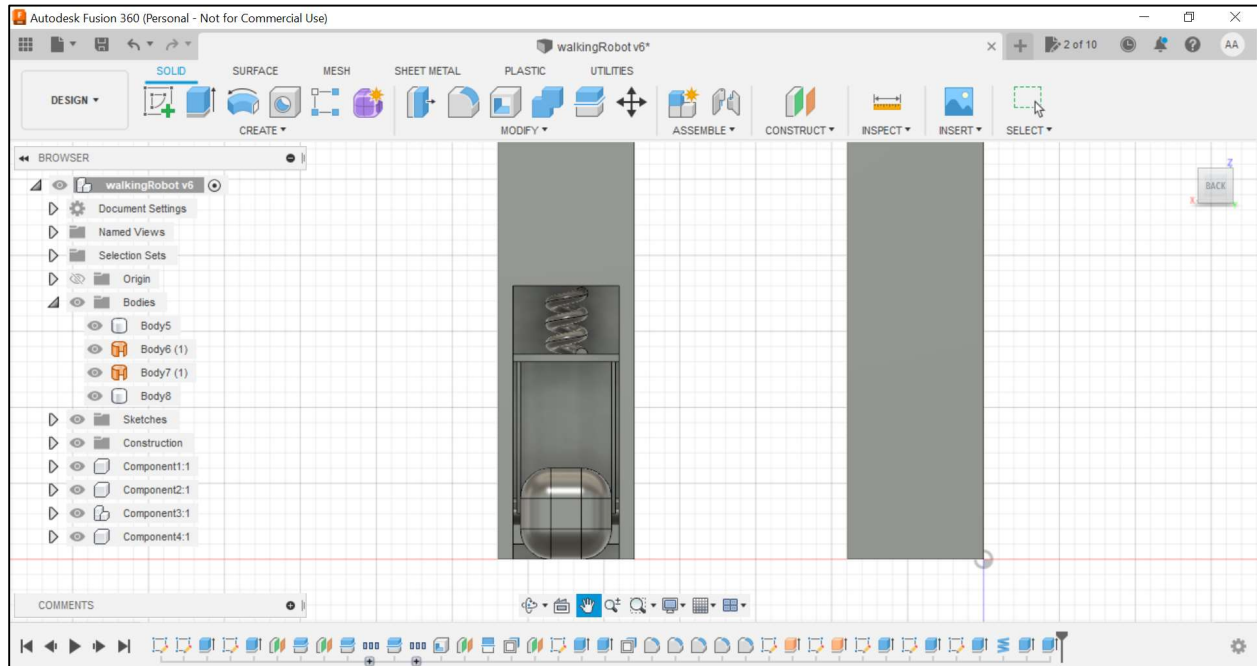 Autodesk Fusion 360 (Personal - Not for Commercial Use)
walkingRobot v6*
2 of 10
AA
DESIGN
SOLID SURFACE MESH SHEET METAL PLASTIC UTILITIES
CREATE MODIFY ASSEMBLE CONSTRUCT INSPECT INSERT SELECT
BROWSER
walkingRobot v6
Document Settings
Named Views
Selection Sets
Origin
Bodies
Body5
Body6 (1)
Body7 (1)
Body8
Sketches
Construction
Component1:1
Component2:1
Component3:1
Component4:1
Z
BACK
X
COMMENTS